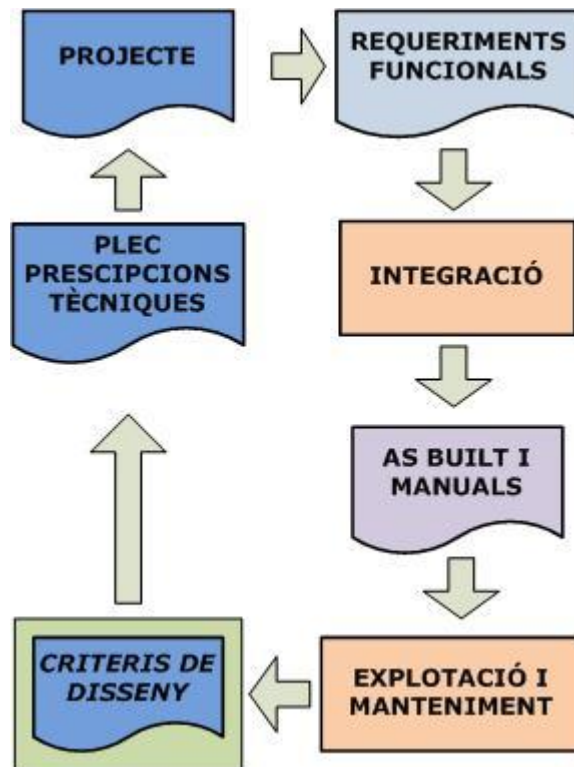 PROJECTE
REQUERIMENTS
FUNCIONALS
PLEC
PRESCIPCIONS
TÈCNIQUES
INTEGRACIÓ
AS BUILT I
MANUALS
CRITERIS DE
DISSENY
EXPLOTACIÓ I
MANTENIMENT